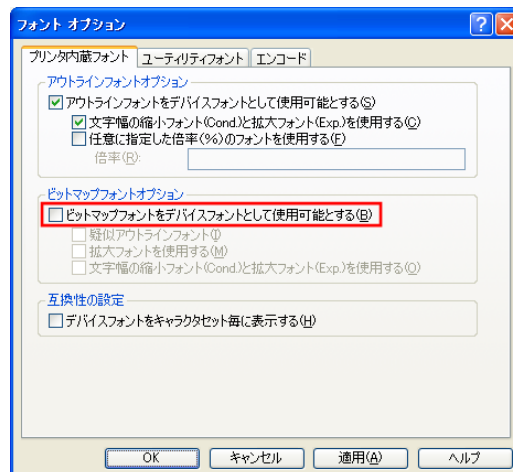 フォント オプション
プリンタ内蔵フォント ユーティリティフォント エンコード
アウトラインフォントオプション
アウトラインフォントをデバイスフォントとして使用可能とする(S)
文字幅の縮小フォント(Cond.)と拡大フォント(Exp.)を使用する(C)
任意に指定した倍率(%)のフォントを使用する(F)
倍率(R):
ビットマップフォントオプション
ビットマップフォントをデバイスフォントとして使用可能とする(B)
疑似アウトラインフォント(I)
拡大フォントを使用する(M)
文字幅の縮小フォント(Cond.)と拡大フォント(Exp.)を使用する(O)
互換性の設定
デバイスフォントをキャラクタセット毎に表示する(H)
OK キャンセル 適用(A) ヘルプ